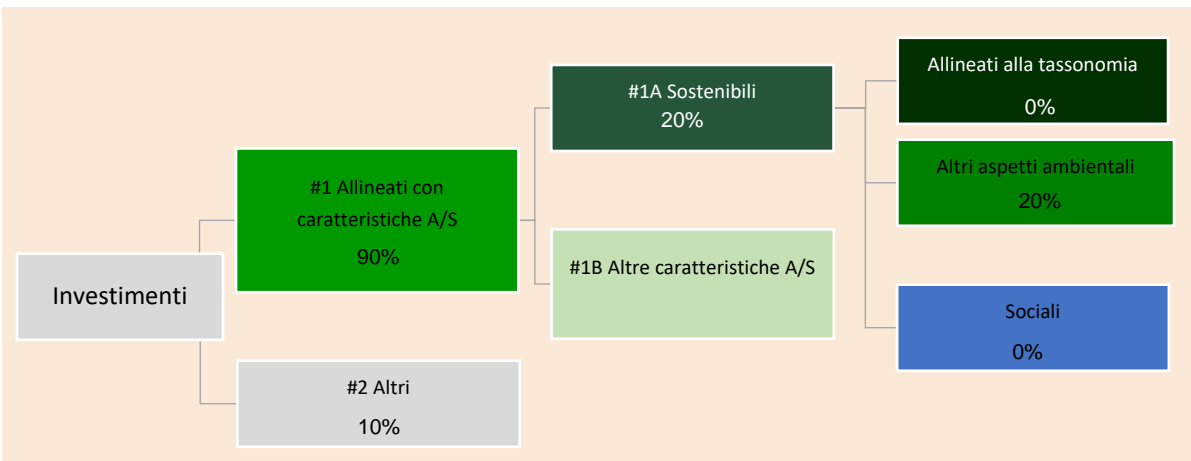 Investimenti
#1 Allineati con
caratteristiche A/S
90%
#2 Altri
10%
#1A Sostenibili
20%
#1B Altre caratteristiche A/S
Allineati alla tassonomia
0%
Altri aspetti ambientali
20%
Sociali
0%